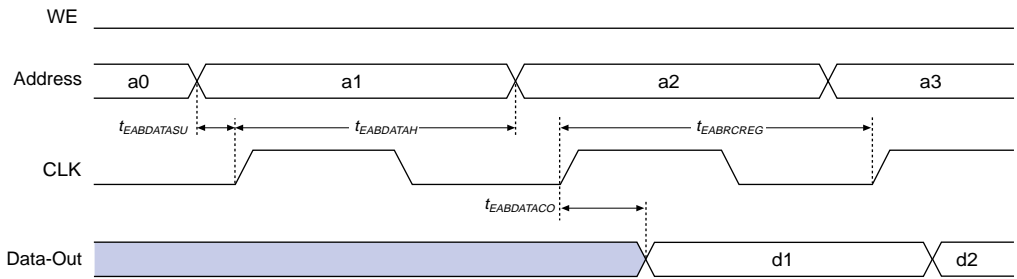 WE
Address a0 a1 a2 a3
tEABDATASU tEABDATAH tEABRCREG
CLK
tEABDATACO
Data-Out d1 d2